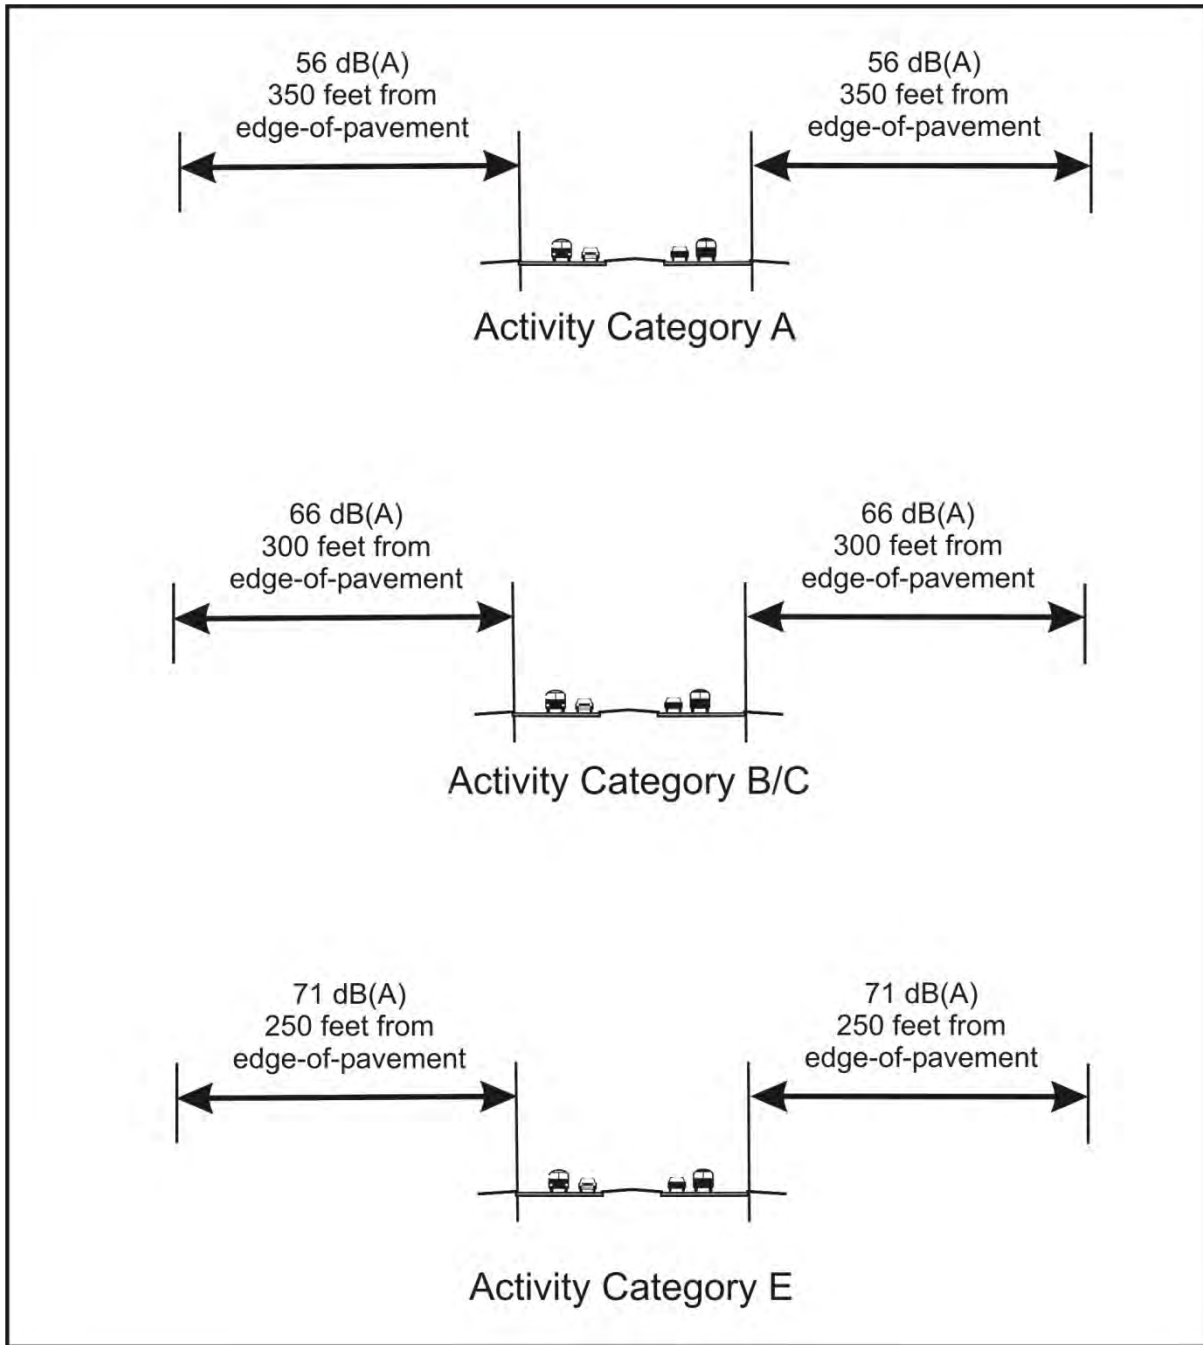 56 dB(A)
350 feet from
edge-of-pavement
56 dB(A)
350 feet from
edge-of-pavement
Activity Category A
66 dB(A)
300 feet from
edge-of-pavement
66 dB(A)
300 feet from
edge-of-pavement
Activity Category B/C
71 dB(A)
250 feet from
edge-of-pavement
71 dB(A)
250 feet from
edge-of-pavement
Activity Category E